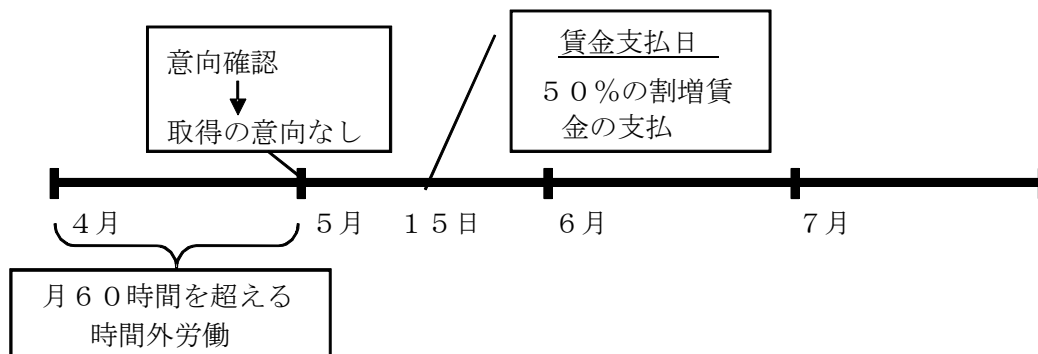 意向確認
取得の意向なし
賃金支払日
５０％の割増賃
金の支払
４月
５月
１５日
６月
７月
月６０時間を超える
時間外労働